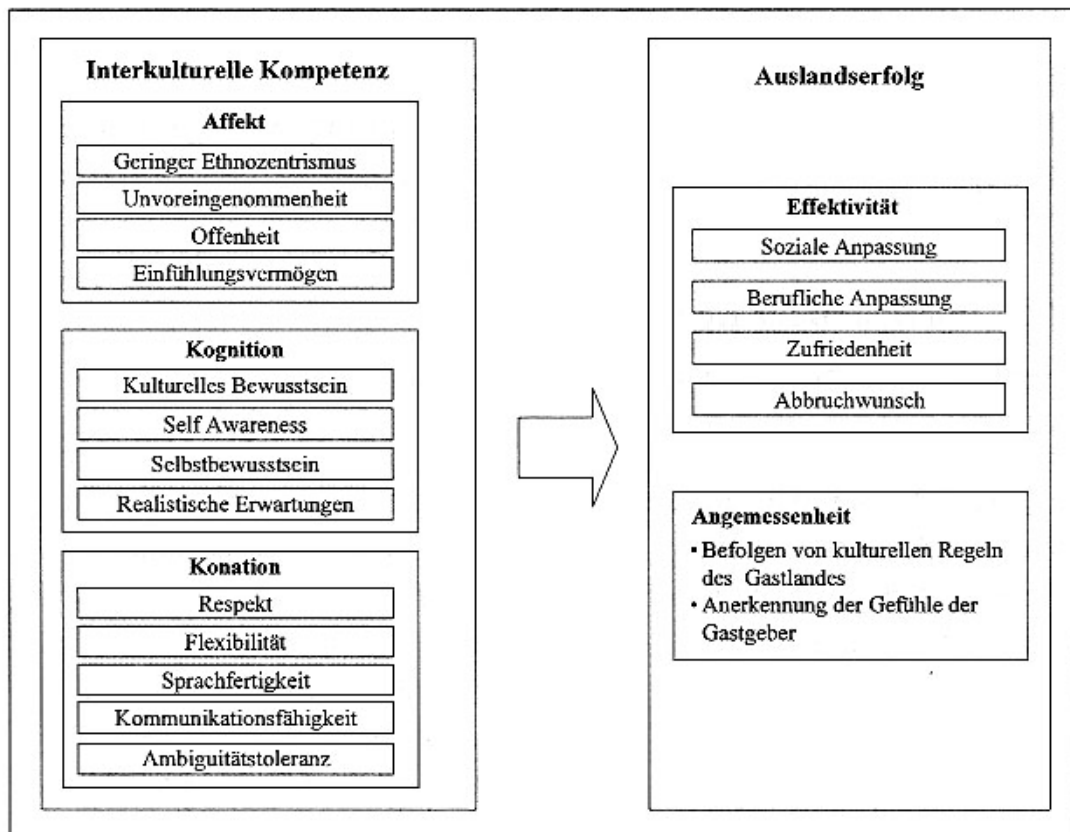 Interkulturelle Kompetenz
Affekt
Geringer Ethnozentrismus
Unvoreingenommenheit
Offenheit
Einfühlungsvermögen
Kognition
Kulturelles Bewusstsein
Self Awareness
Selbstbewusstsein
Realistische Erwartungen
Konation
Respekt
Flexibilität
Sprachfertigkeit
Kommunikationsfähigkeit
Ambiguitätstoleranz
Auslandserfolg
Effektivität
Soziale Anpassung
Berufliche Anpassung
Zufriedenheit
Abbruchwunsch
Angemessenheit
• Befolgen von kulturellen Regeln
des Gastlandes
• Anerkennung der Gefühle der
Gastgeber